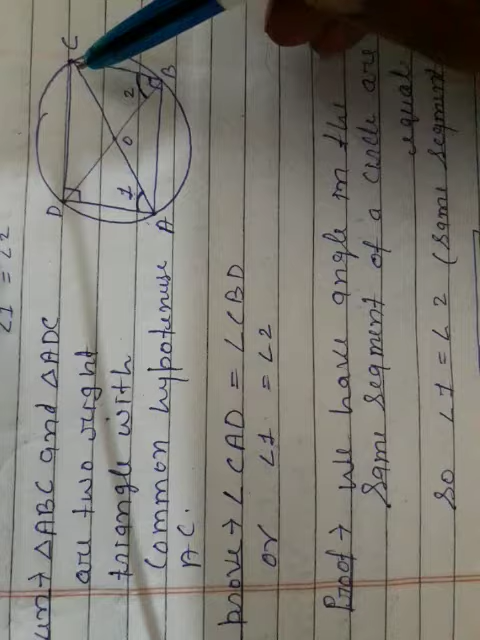 ∠1 = ∠2
D
C
1
2
O
A
B
→ △ABC and △ADC
are two right
triangle with
Common hypotenuse
AC.
prove → ∠CAD = ∠CBD
or ∠1 = ∠2
Proof → We have angle in the
Same segment of a circle are
equal
So ∠1 = ∠2 (Same segment